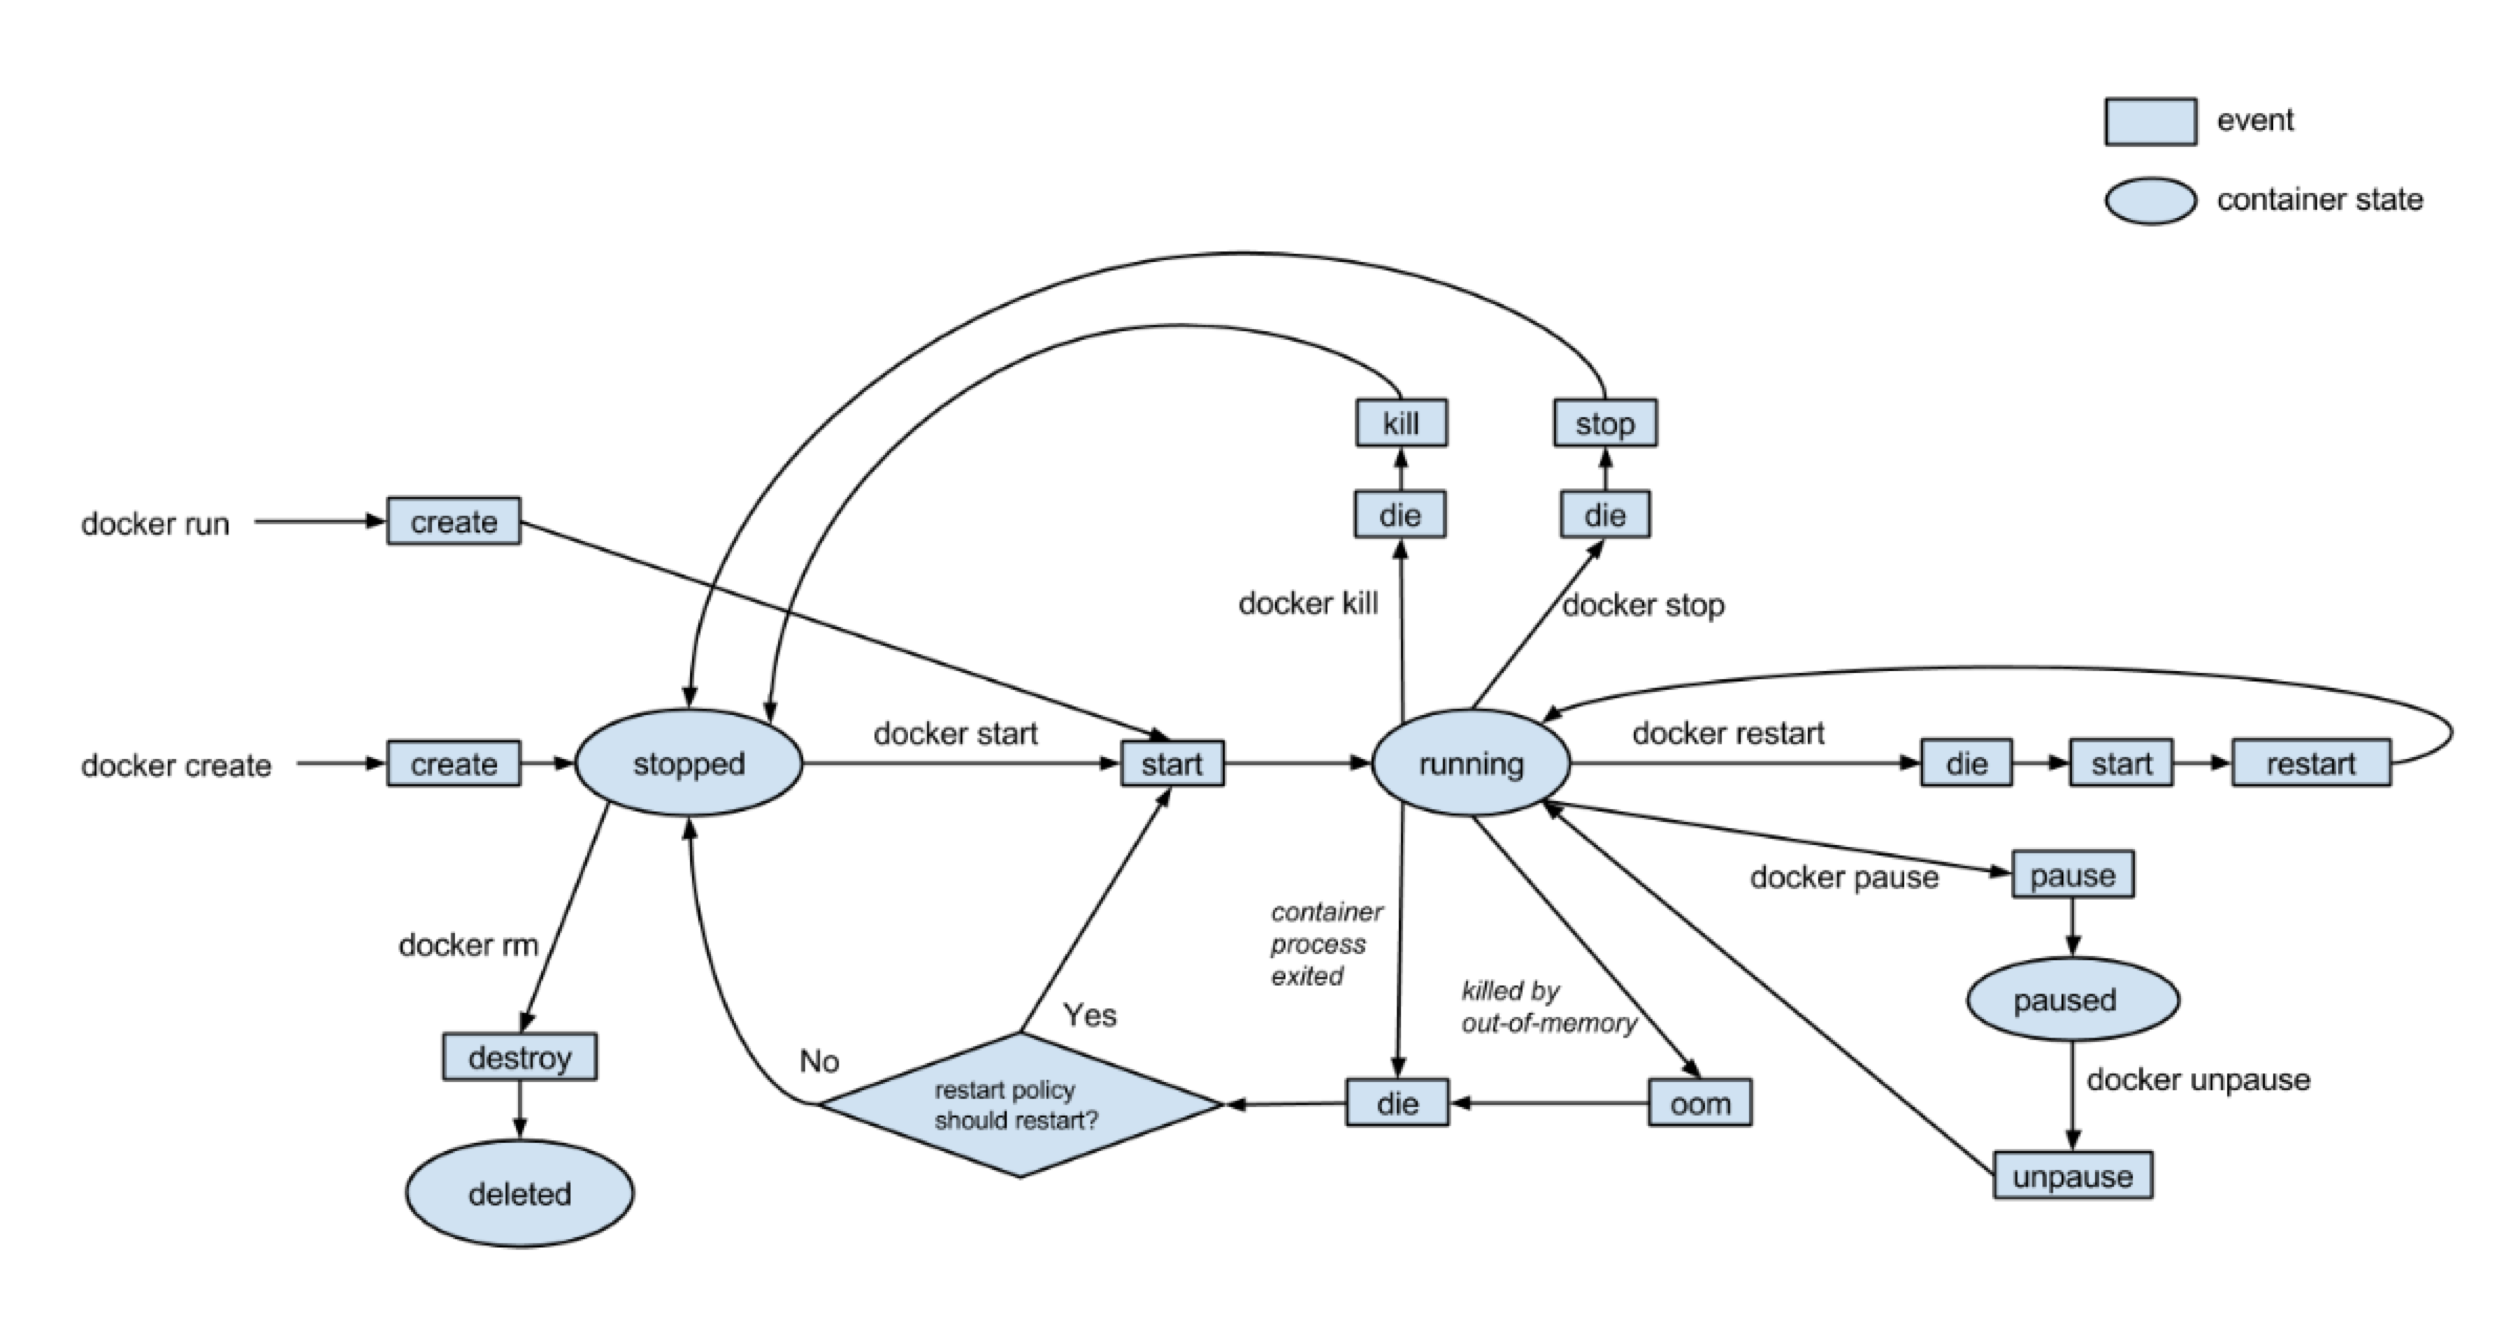 event
container state
kill
stop
docker run
create
die
die
docker kill
docker stop
docker create
create
stopped
docker start
start
running
docker restart
die
start
restart
docker pause
pause
container
process
exited
docker rm
killed by
out-of-memory
paused
Yes
No
destroy
restart policy
should restart?
die
oom
docker unpause
deleted
unpause